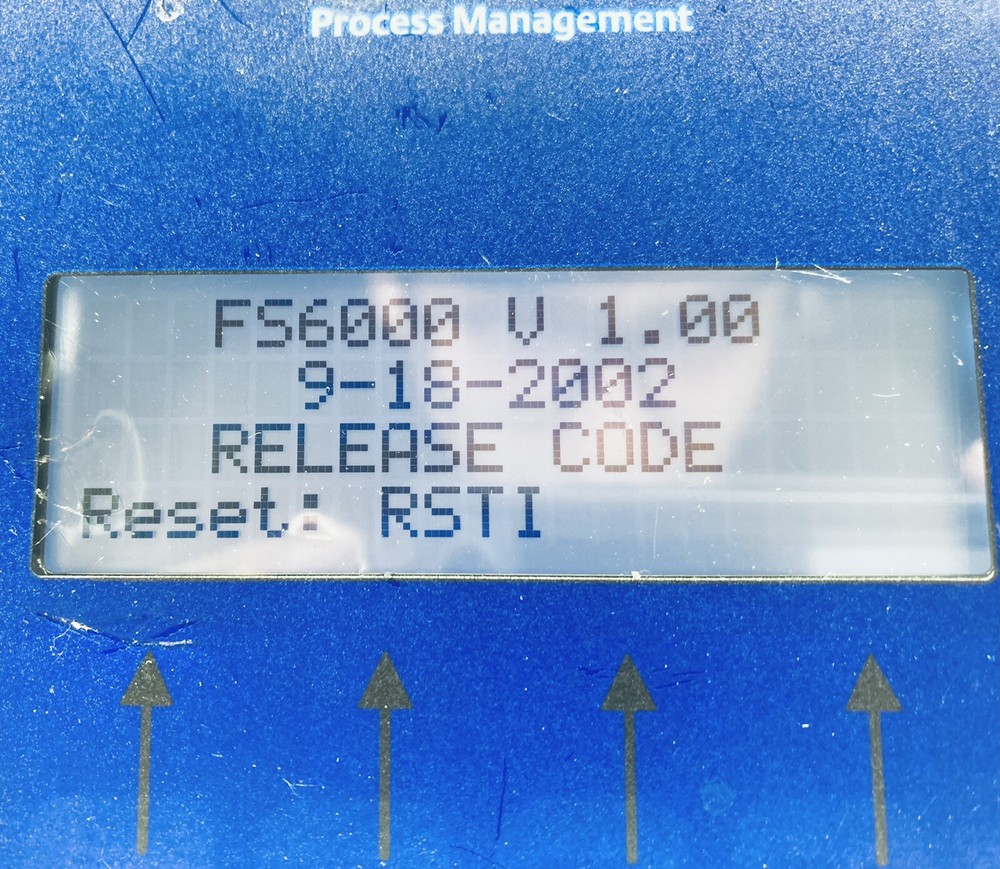 Process Management
FS6000 V 1.00
9-18-2002
RELEASE CODE
Reset: RSTI